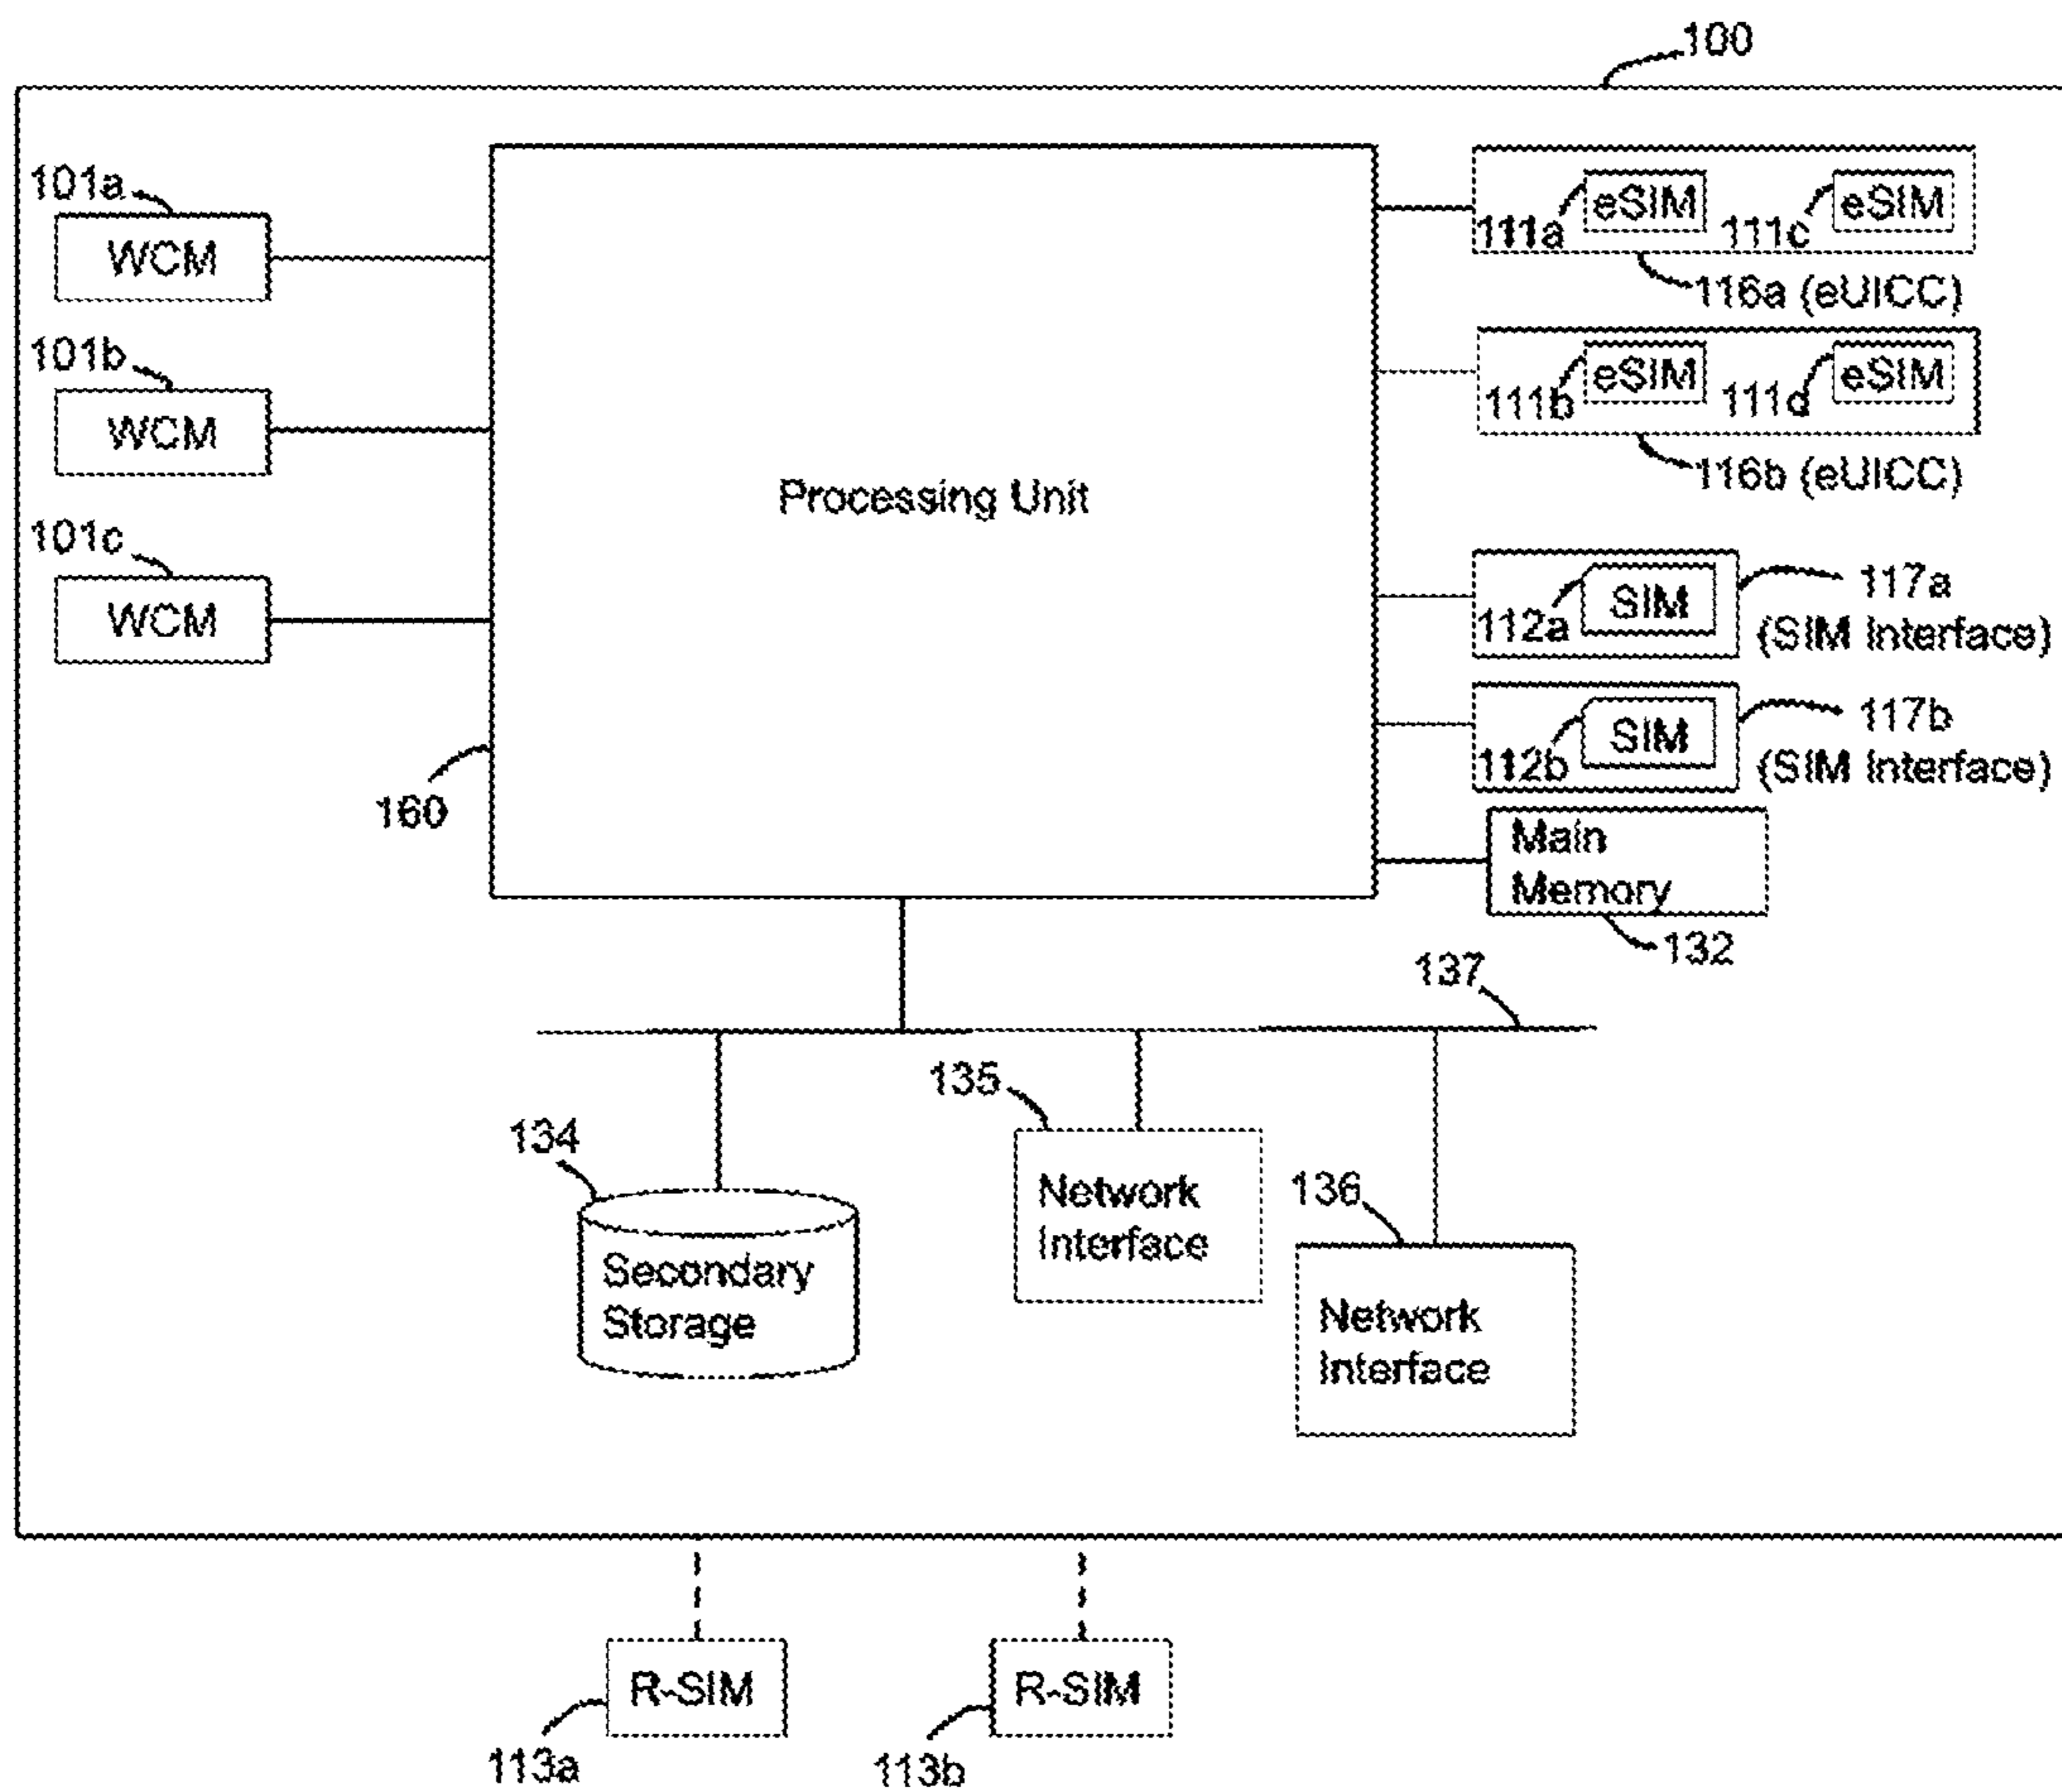 100
101a
WCM
101b
WCM
101c
WCM
Processing Unit
160
eSIM
eSIM
111a
111c
116a (eUICC)
eSIM
eSIM
111b
111d
116b (eUICC)
SIM
112a
117a
(SIM Interface)
SIM
112b
117b
(SIM Interface)
Main
Memory
132
137
135
134
Network
Interface
136
Secondary
Storage
Network
Interface
R-SIM
R-SIM
113a
113b